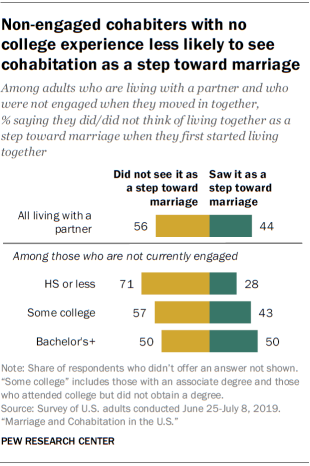 Non-engaged cohabiters with no
college experience less likely to see
cohabitation as a step toward marriage
Among adults who are living with a partner and who
were not engaged when they moved in together,
% saying they did/did not think of living together as a
step toward marriage when they first started living
together
Did not see it as Saw it as a
a step toward step toward
marriage marriage
All living with a
partner 56 44
Among those who are not currently engaged
HS or less 71 28
Some college 57 43
Bachelor's+ 50 50
Note: Share of respondents who didn't offer an answer not shown.
“Some college” includes those with an associate degree and those
who attended college but did not obtain a degree.
Source: Survey of U.S. adults conducted June 25-July 8, 2019.
“Marriage and Cohabitation in the U.S.”
PEW RESEARCH CENTER